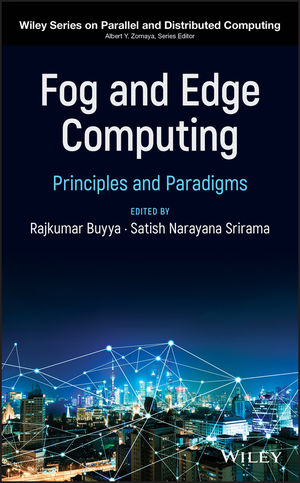 Wiley Series on Parallel and Distributed Computing
Albert Y. Zomaya, Series Editor
Fog and Edge
Computing
Principles and Paradigms
EDITED BY
Rajkumar Buyya · Satish Narayana Srirama
WILEY